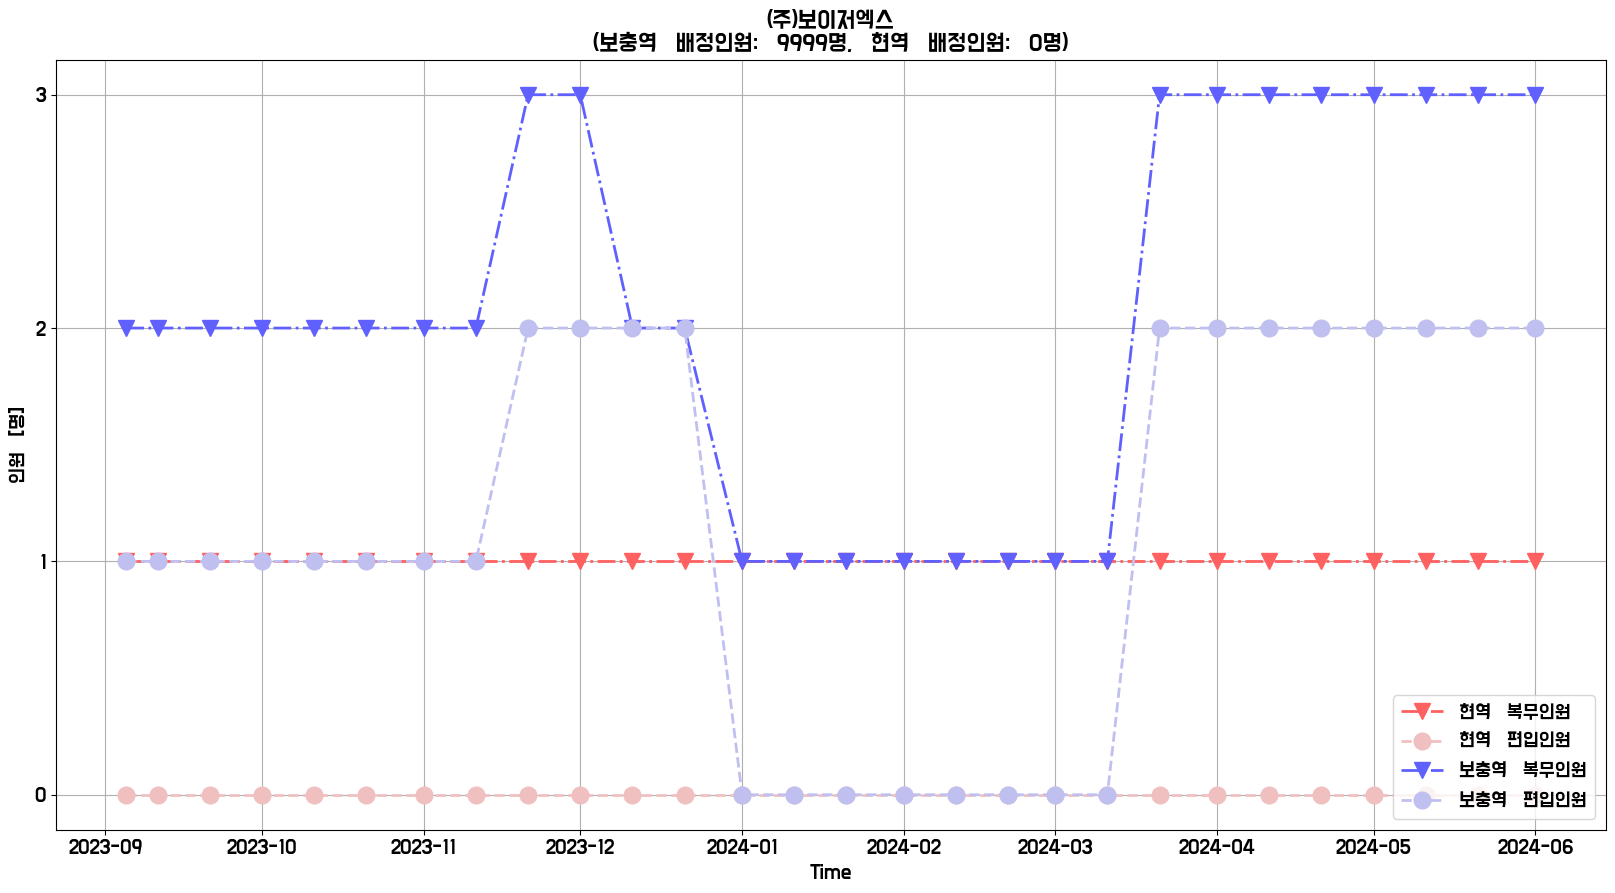 (주)보이저엑스
(보충역 배정인원: 9999명, 현역 배정인원: 0명)
인원 [명]
3
2
1
0
현역 복무인원
현역 편입인원
보충역 복무인원
보충역 편입인원
2023-09 2023-10 2023-11 2023-12 2024-01 2024-02 2024-03 2024-04 2024-05 2024-06
Time